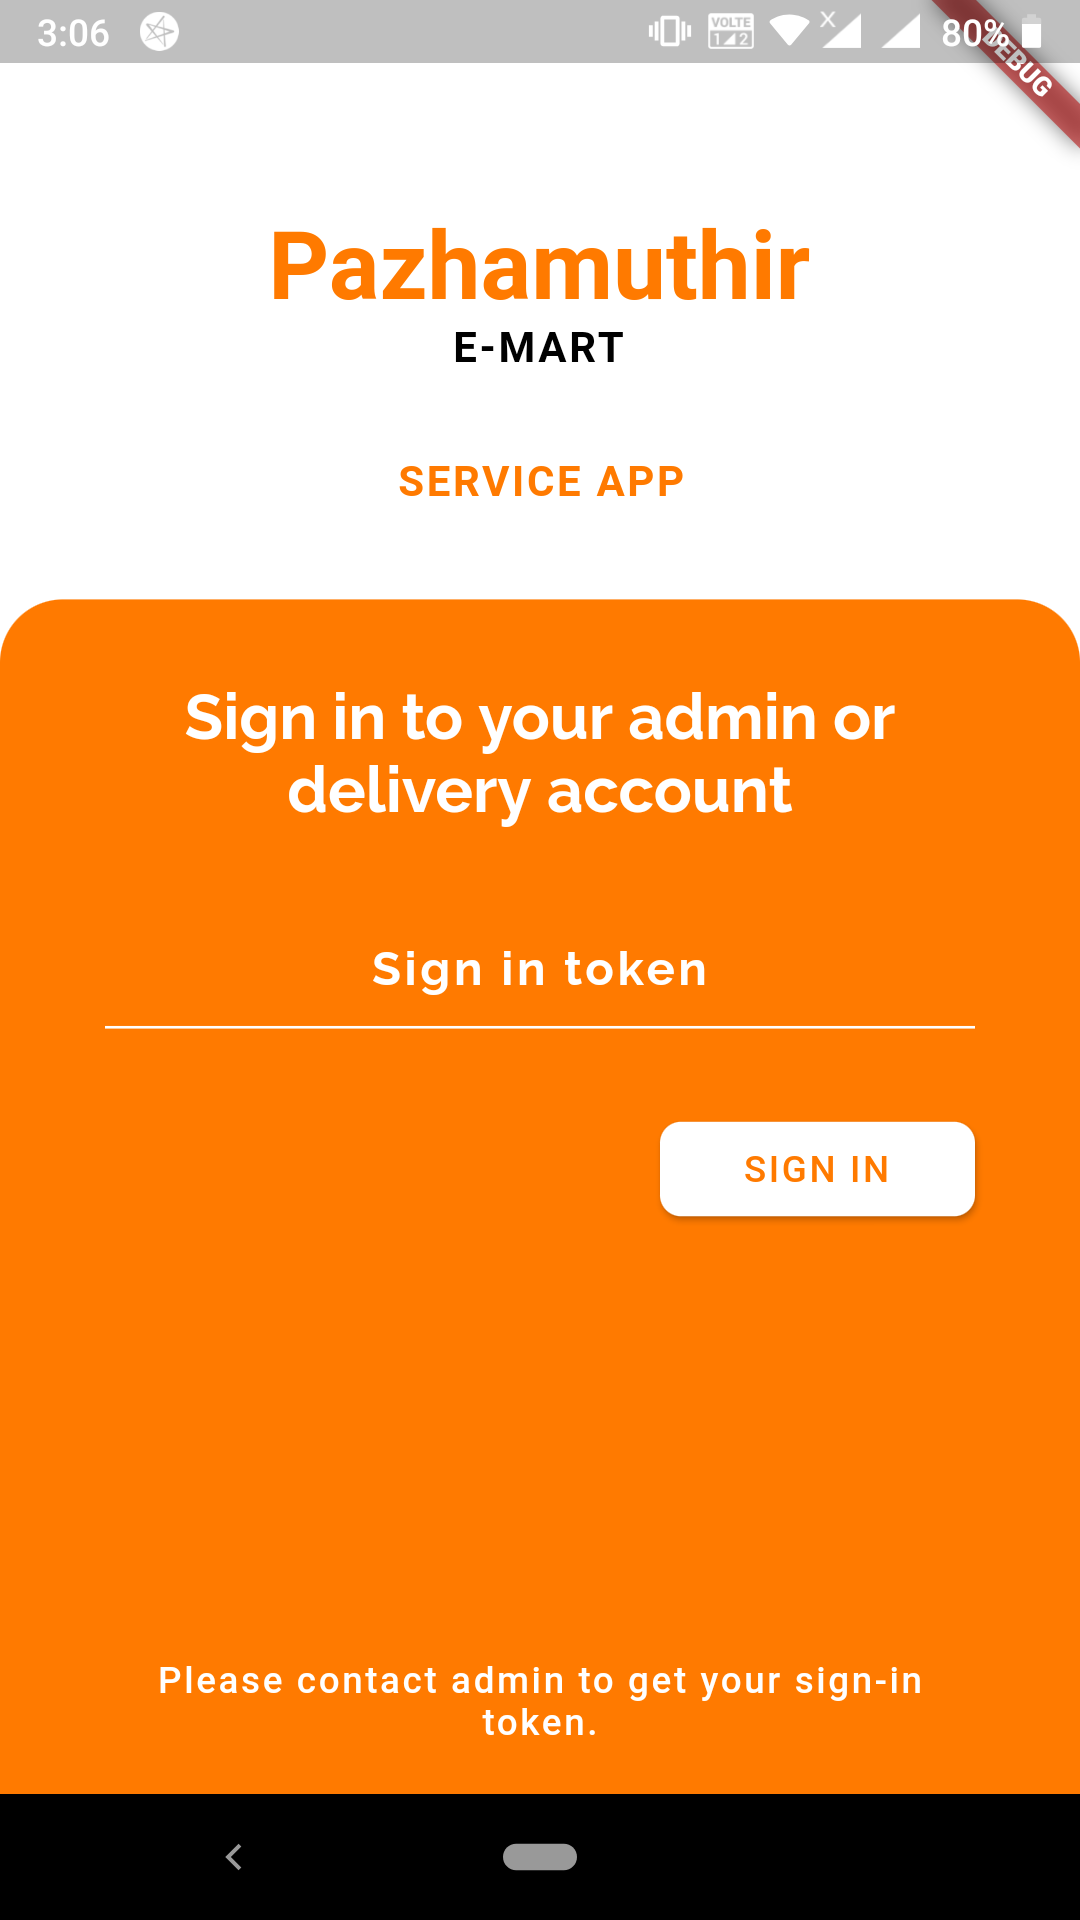 3:06
VOLTE
1 2
X
80%
DEBUG
Pazhamuthir
E-MART
SERVICE APP
Sign in to your admin or
delivery account
Sign in token
SIGN IN
Please contact admin to get your sign-in
token.